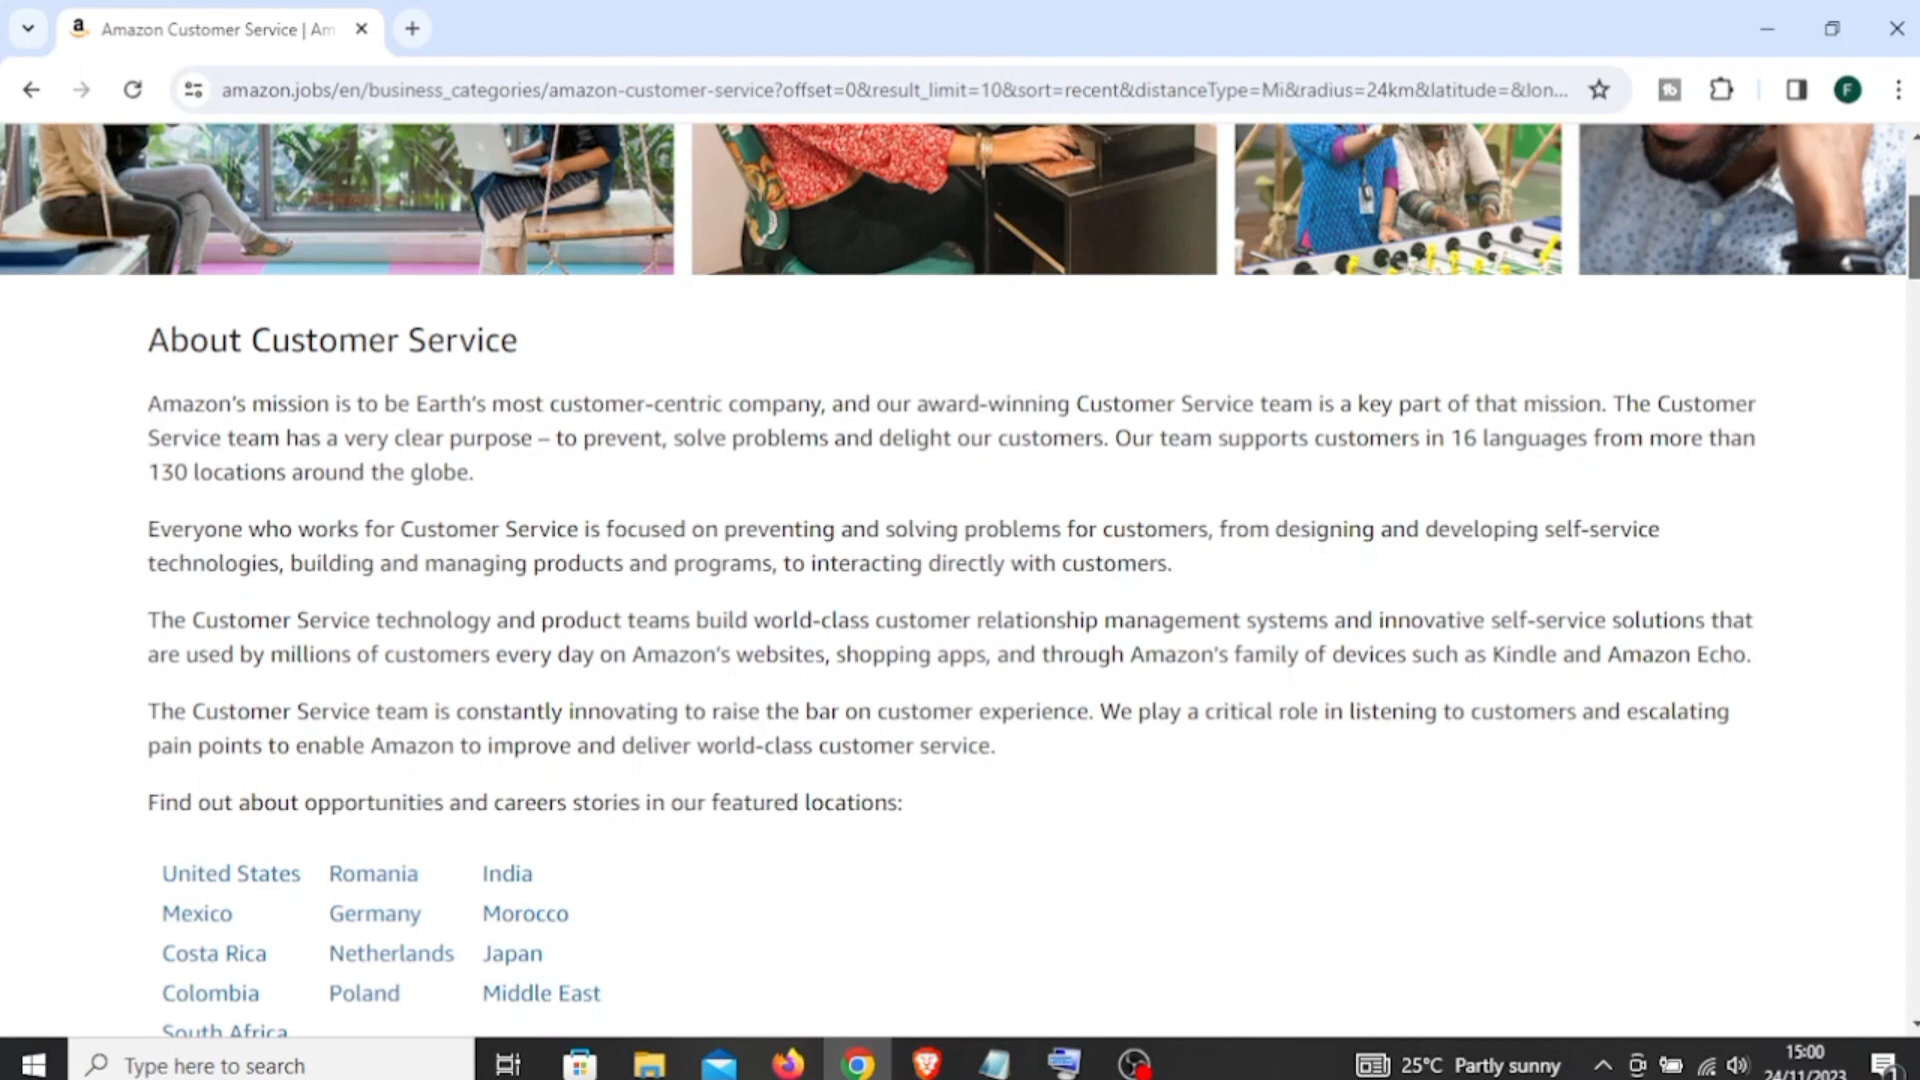 Amazon Customer Service | Am
amazon.jobs/en/business_categories/amazon-customer-service?offset=0&result_limit=10&sort=recent&distanceType=Mi&radius=24km&latitude=&lon...
F
About Customer Service
Amazon's mission is to be Earth's most customer-centric company, and our award-winning Customer Service team is a key part of that mission. The Customer
Service team has a very clear purpose – to prevent, solve problems and delight our customers. Our team supports customers in 16 languages from more than
130 locations around the globe.
Everyone who works for Customer Service is focused on preventing and solving problems for customers, from designing and developing self-service
technologies, building and managing products and programs, to interacting directly with customers.
The Customer Service technology and product teams build world-class customer relationship management systems and innovative self-service solutions that
are used by millions of customers every day on Amazon's websites, shopping apps, and through Amazon's family of devices such as Kindle and Amazon Echo.
The Customer Service team is constantly innovating to raise the bar on customer experience. We play a critical role in listening to customers and escalating
pain points to enable Amazon to improve and deliver world-class customer service.
Find out about opportunities and careers stories in our featured locations:
United States Romania India
Mexico Germany Morocco
Costa Rica Netherlands Japan
Colombia Poland Middle East
South Africa
Type here to search
25°C Partly sunny
15:00
24/11/2023
1